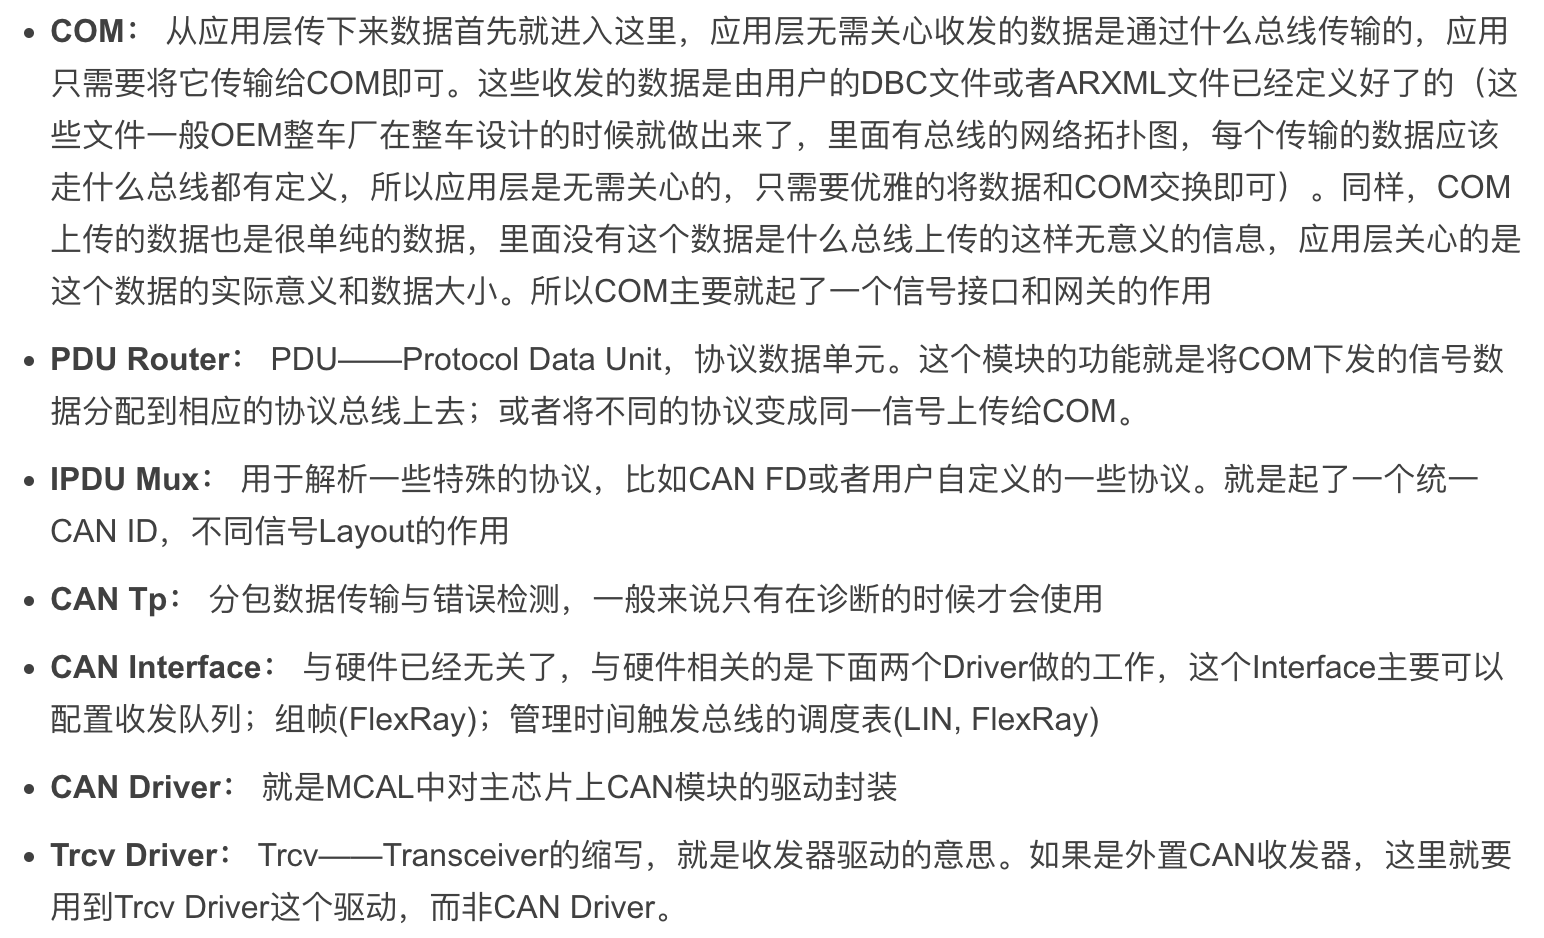 • COM： 从应用层传下来数据首先就进入这里，应用层无需关心收发的数据是通过什么总线传输的，应用
只需要将它传输给COM即可。这些收发的数据是由用户的DBC文件或者ARXML文件已经定义好了的（这
些文件一般OEM整车厂在整车设计的时候就做出来了，里面有总线的网络拓扑图，每个传输的数据应该
走什么总线都有定义，所以应用层是无需关心的，只需要优雅的将数据和COM交换即可）。同样，COM
上传的数据也是很单纯的数据，里面没有这个数据是什么总线上传的这样无意义的信息，应用层关心的是
这个数据的实际意义和数据大小。所以COM主要就起了一个信号接口和网关的作用
• PDU Router： PDU——Protocol Data Unit，协议数据单元。这个模块的功能就是将COM下发的信号数
据分配到相应的协议总线上去；或者将不同的协议变成同一信号上传给COM。
• IPDU Mux： 用于解析一些特殊的协议，比如CAN FD或者用户自定义的一些协议。就是起了一个统一
CAN ID，不同信号Layout的作用
• CAN Tp： 分包数据传输与错误检测，一般来说只有在诊断的时候才会使用
• CAN Interface： 与硬件已经无关了，与硬件相关的是下面两个Driver做的工作，这个Interface主要可以
配置收发队列；组帧(FlexRay)；管理时间触发总线的调度表(LIN, FlexRay)
• CAN Driver： 就是MCAL中对主芯片上CAN模块的驱动封装
• Trcv Driver： Trcv——Transceiver的缩写，就是收发器驱动的意思。如果是外置CAN收发器，这里就要
用到Trcv Driver这个驱动，而非CAN Driver。